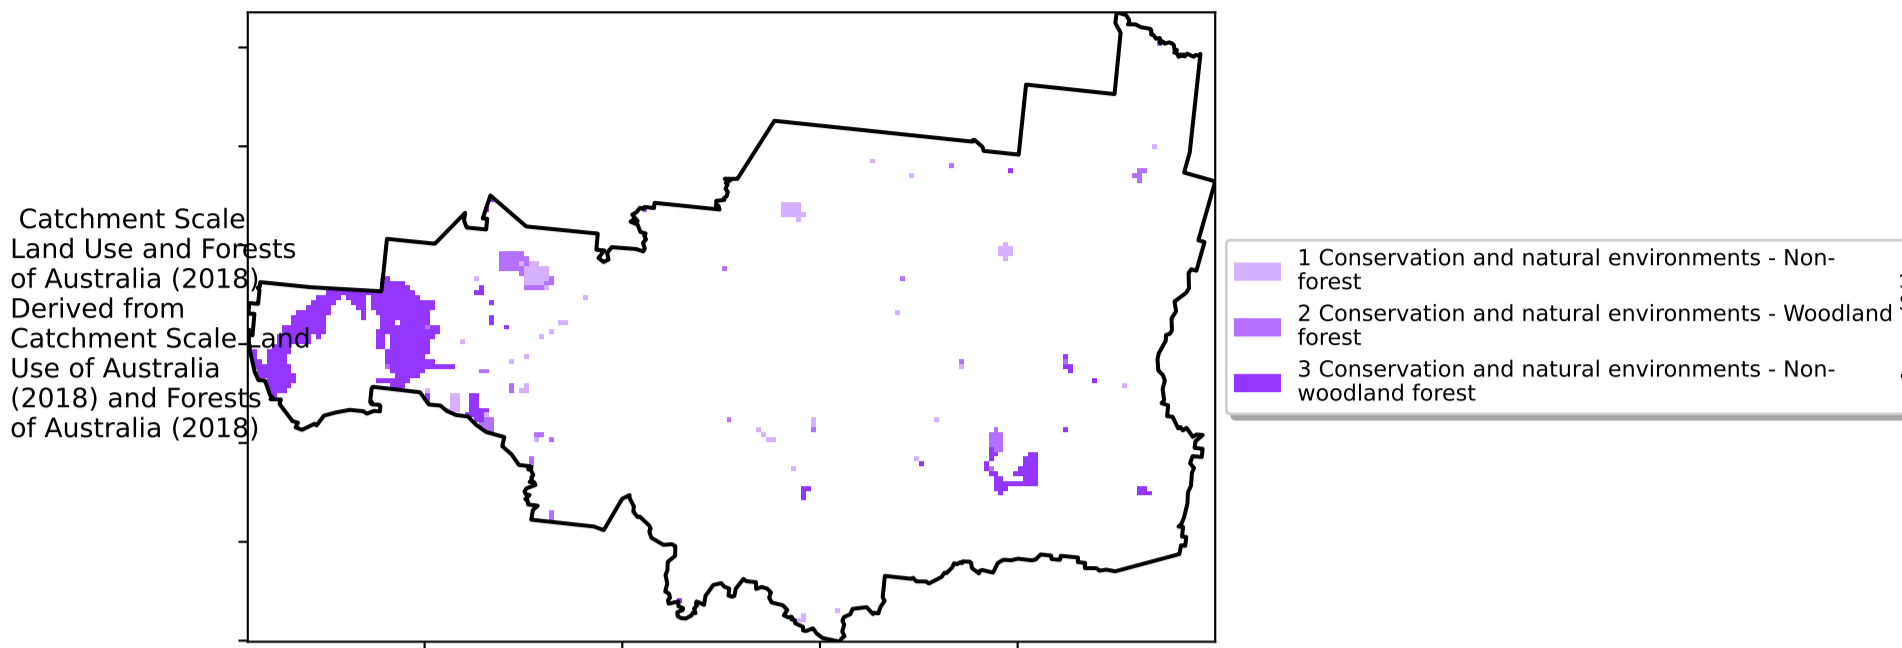 Catchment Scale
Land Use and Forests
of Australia (2018)
Derived from
Catchment Scale Land
Use of Australia
(2018) and Forests
of Australia (2018)
1 Conservation and natural environments - Non-
forest
2 Conservation and natural environments - Woodland
forest
3 Conservation and natural environments - Non-
woodland forest